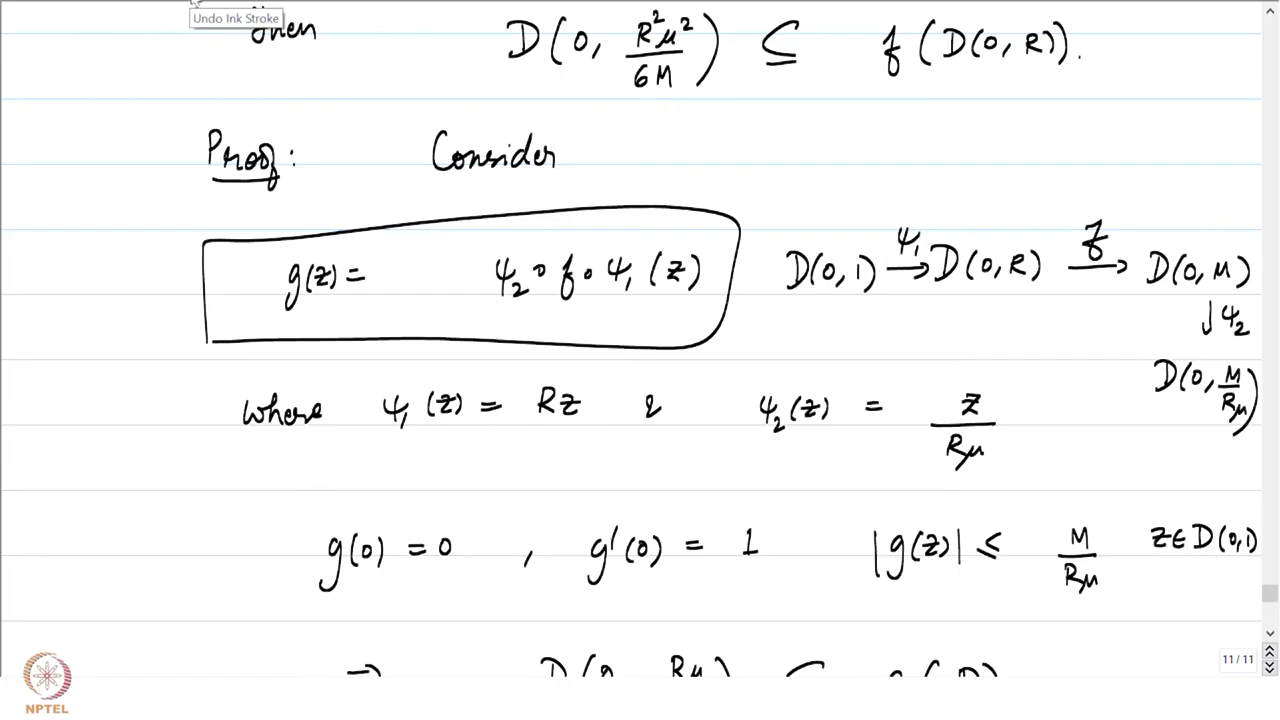 Undo Ink Stroke
Then D(0, R²μ²/6M) ⊆ f(D(0, R)).
Proof: Consider
g(z) = ψ₂ ∘ f ∘ ψ₁ (z) D(0, 1) →ψ₁ D(0, R) →f D(0, M)
↓ ψ₂
D(0, M/Rμ)
where ψ₁(z) = Rz & ψ₂(z) = z/Rμ
g(0) = 0 , g'(0) = 1 |g(z)| ≤ M/Rμ z ∈ D(0,1)
11 / 11
NPTEL